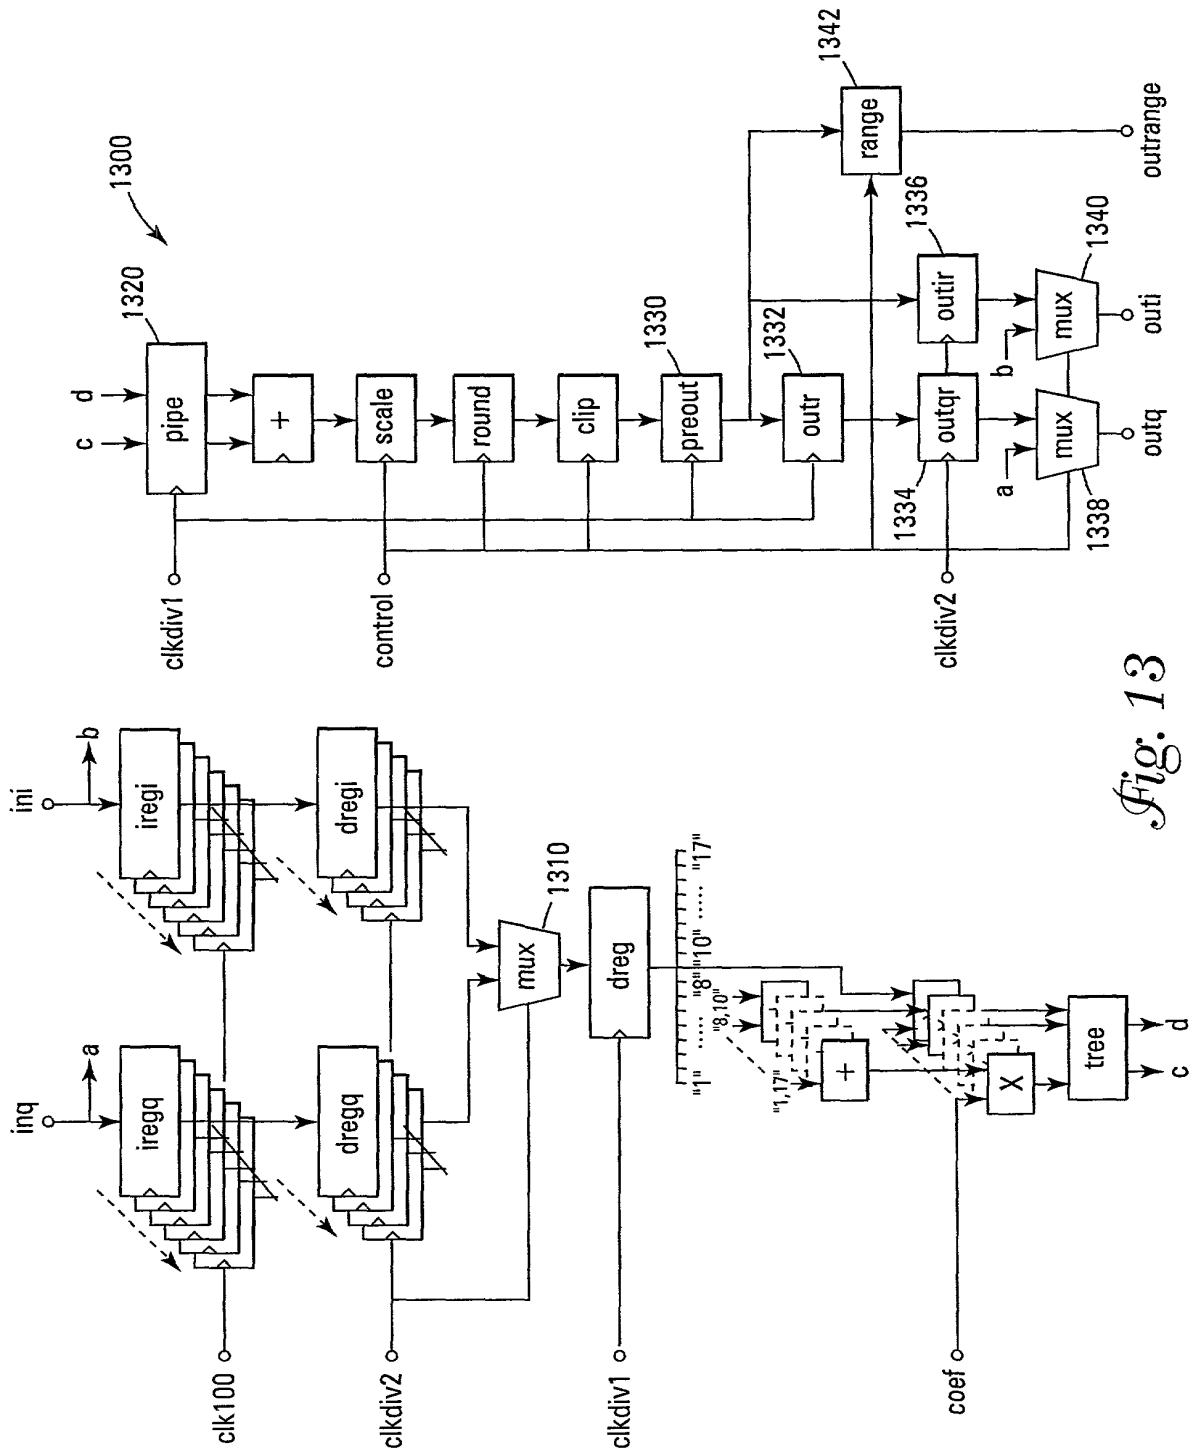 1300
inq
ini
a
b
iregq
iregi
clk100
dregq
dregi
clkdiv2
mux
1310
dreg
clkdiv1
"1" ..... "8" "10" ..... "17"
"8,10"
"1,17"
+
X
coef
tree
c
d
c
d
pipe
1320
clkdiv1
+
scale
control
round
clip
preout
1330
outr
1332
range
1342
outqr
1334
outir
1336
clkdiv2
a
mux
1338
b
mux
1340
outq
outi
outrange
Fig. 13